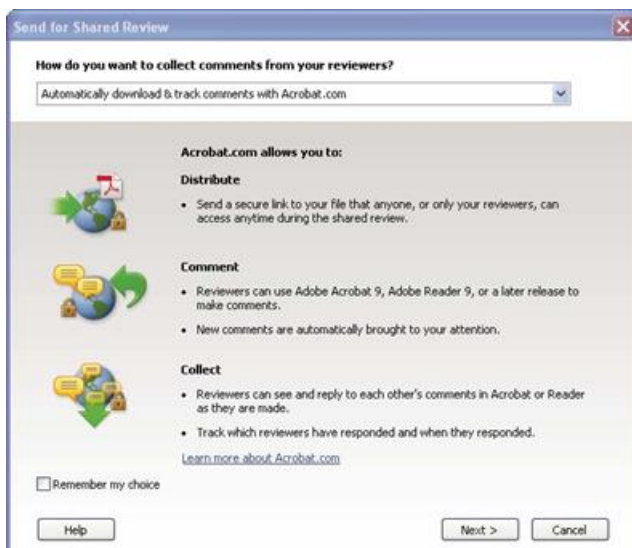 Send for Shared Review
How do you want to collect comments from your reviewers?
Automatically download & track comments with Acrobat.com
Acrobat.com allows you to:
Distribute
• Send a secure link to your file that anyone, or only your reviewers, can
access anytime during the shared review.
Comment
• Reviewers can use Adobe Acrobat 9, Adobe Reader 9, or a later release to
make comments.
• New comments are automatically brought to your attention.
Collect
• Reviewers can see and reply to each other's comments in Acrobat or Reader
as they are made.
• Track which reviewers have responded and when they responded.
Learn more about Acrobat.com
Remember my choice
Help
Next >
Cancel